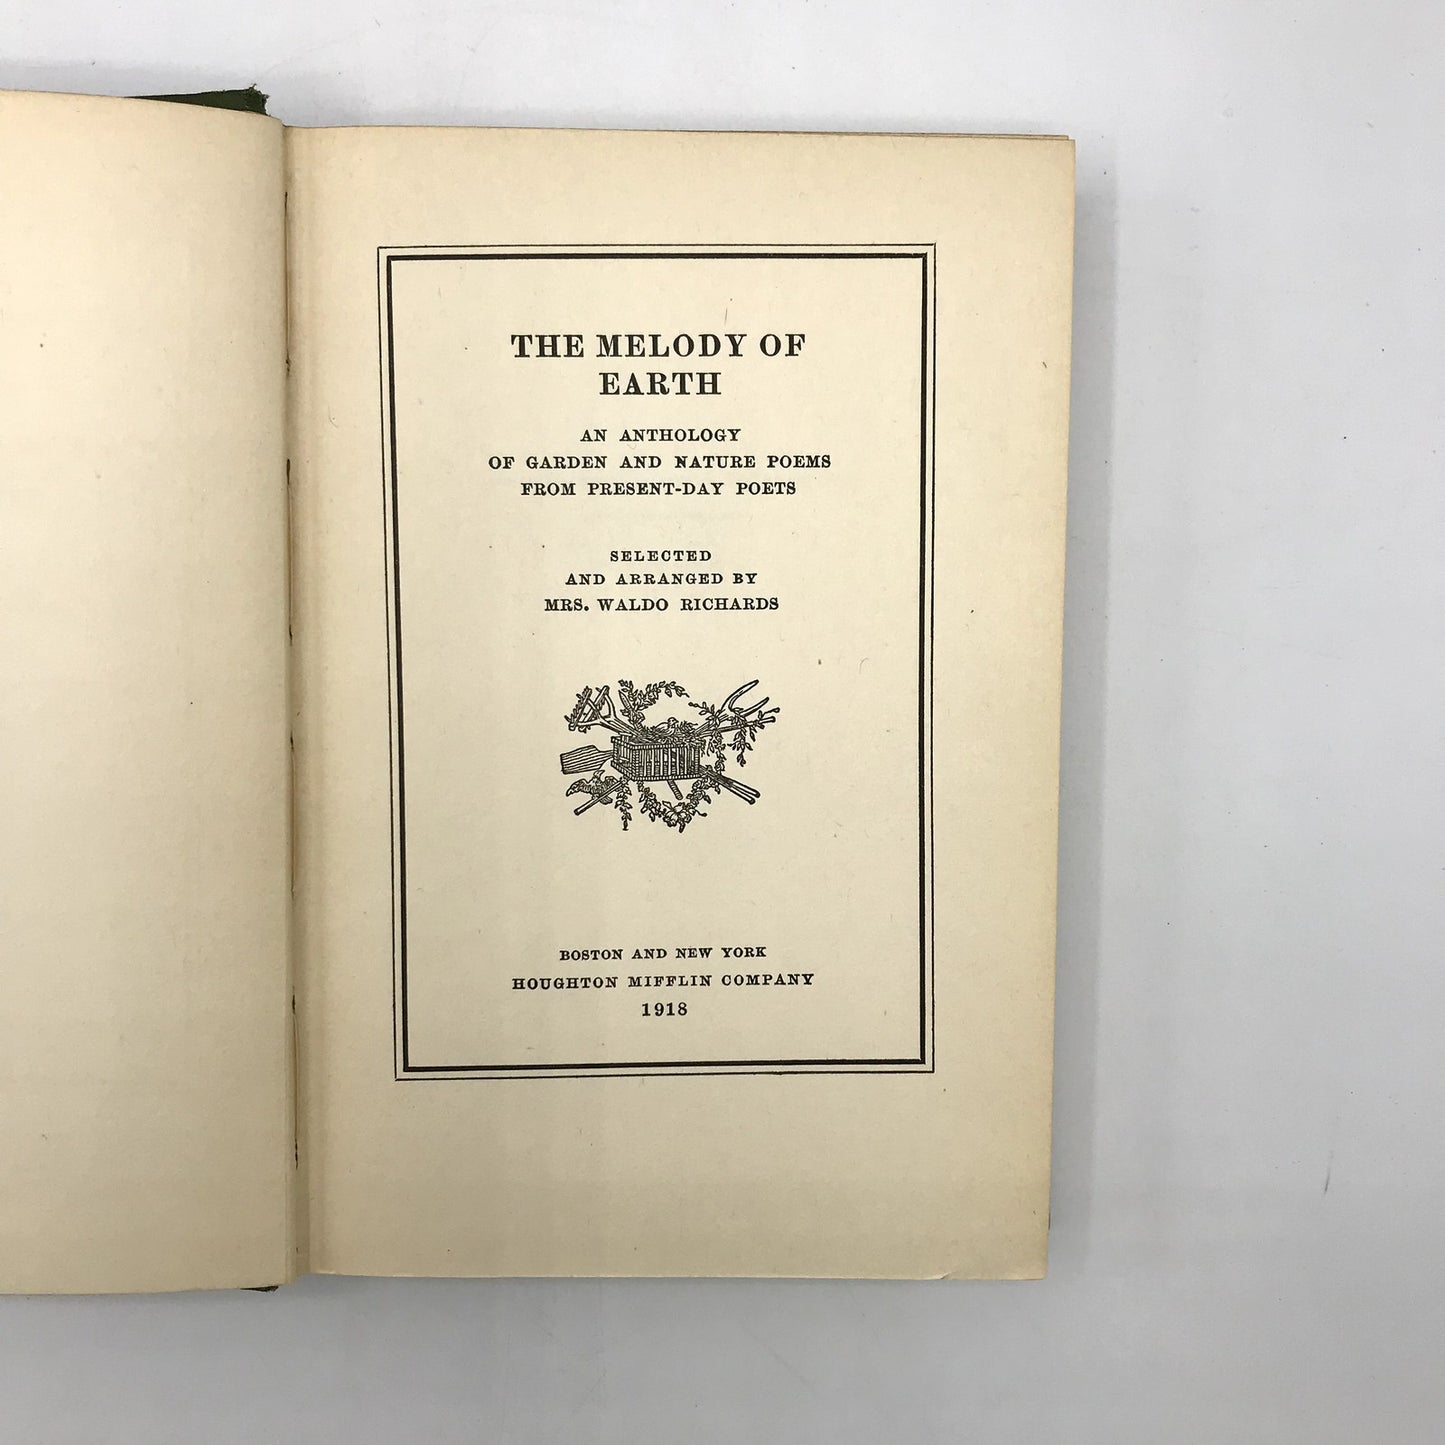 THE MELODY OF
EARTH
AN ANTHOLOGY
OF GARDEN AND NATURE POEMS
FROM PRESENT-DAY POETS
SELECTED
AND ARRANGED BY
MRS. WALDO RICHARDS
BOSTON AND NEW YORK
HOUGHTON MIFFLIN COMPANY
1918